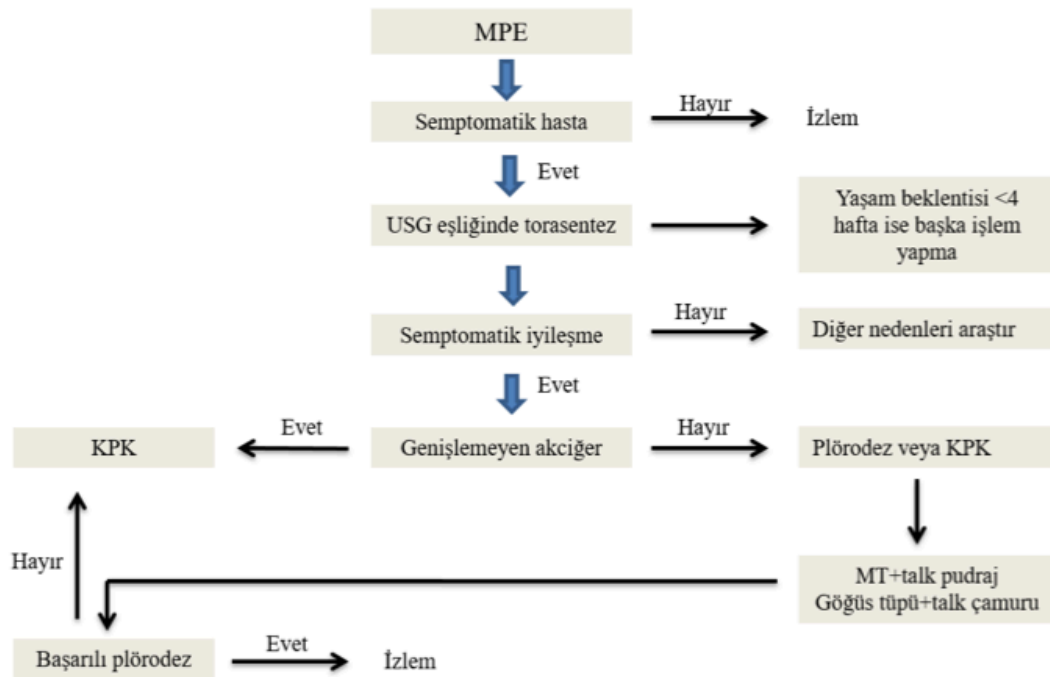 MPE
Semptomatik hasta
Hayır
İzlem
Evet
USG eşliğinde torasentez
Yaşam beklentisi <4
hafta ise başka işlem
yapma
Semptomatik iyileşme
Hayır
Diğer nedenleri araştır
Evet
KPK
Evet
Genişlemeyen akciğer
Hayır
Plörodez veya KPK
Hayır
MT+talk pudraj
Göğüs tüpü+talk çamuru
Başarılı plörodez
Evet
İzlem